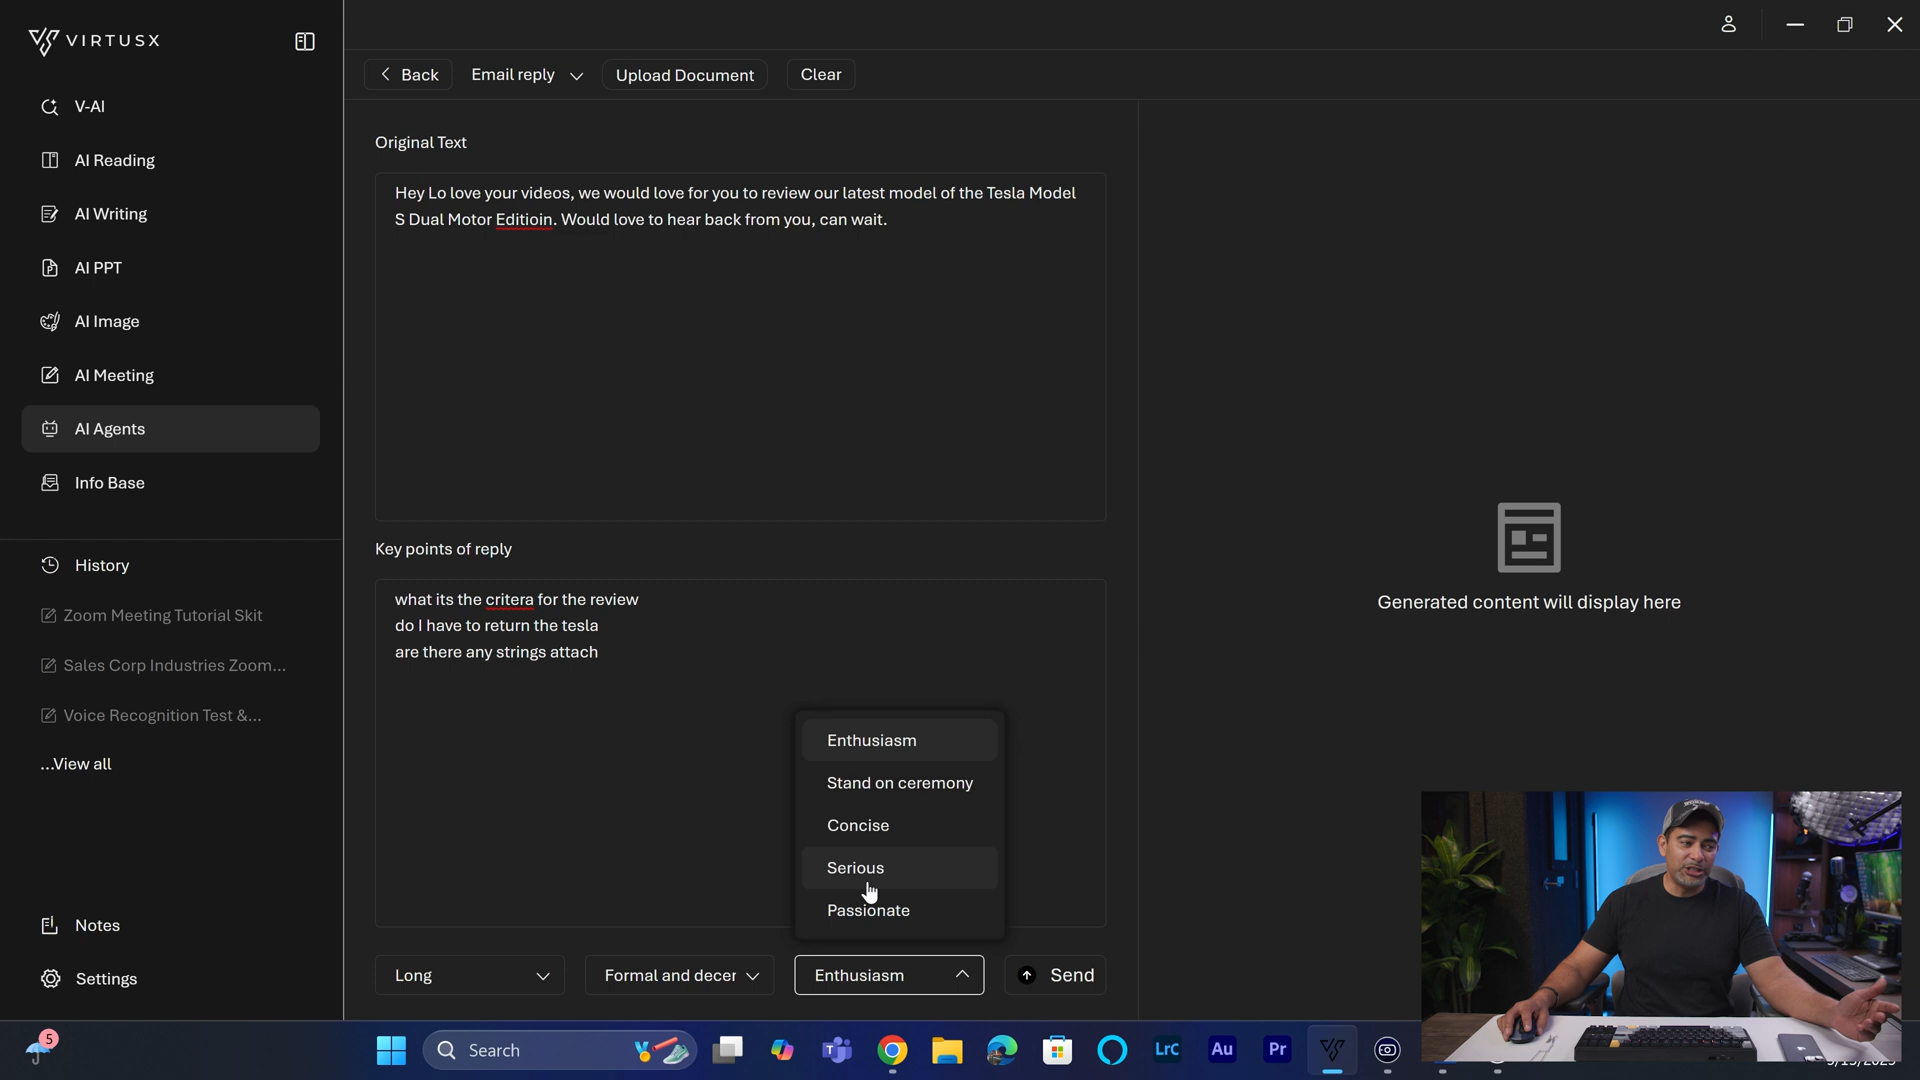 VIRTUSX
V-AI
AI Reading
AI Writing
AI PPT
AI Image
AI Meeting
AI Agents
Info Base
History
Zoom Meeting Tutorial Skit
Sales Corp Industries Zoom...
Voice Recognition Test &...
...View all
Notes
Settings
Back
Email reply
Upload Document
Clear
Original Text
Hey Lo love your videos, we would love for you to review our latest model of the Tesla Model
S Dual Motor Editioin. Would love to hear back from you, can wait.
Key points of reply
what its the critera for the review
do I have to return the tesla
are there any strings attach
Enthusiasm
Stand on ceremony
Concise
Serious
Passionate
Long
Formal and decer
Enthusiasm
Send
Generated content will display here
5
Search
LrC
Au
Pr